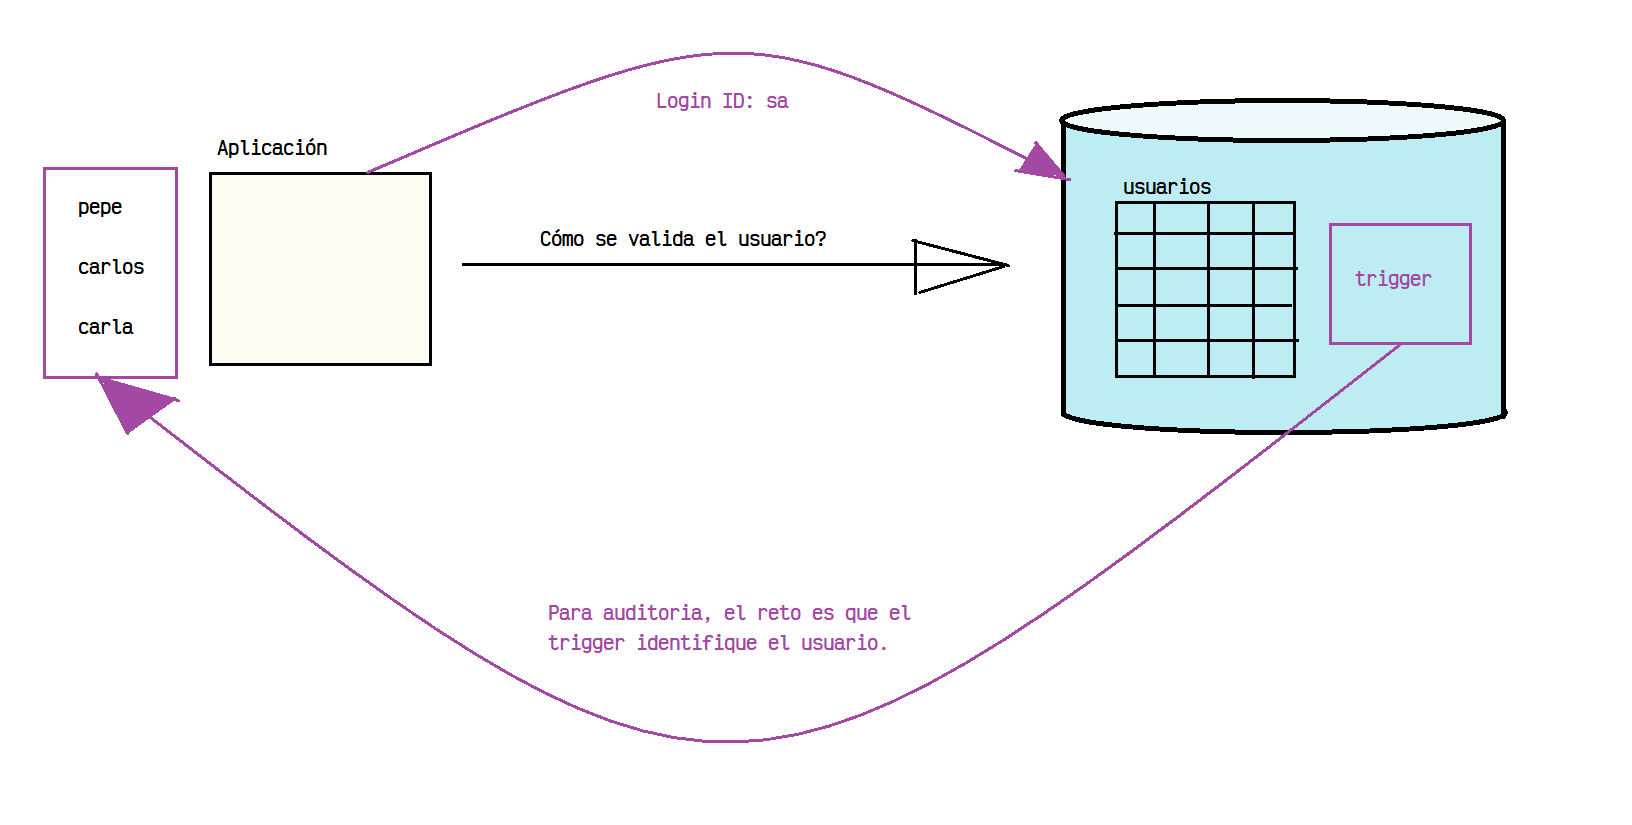 Login ID: sa
Aplicación
pepe
carlos
carla
Cómo se valida el usuario?
usuarios
trigger
Para auditoria, el reto es que el
trigger identifique el usuario.